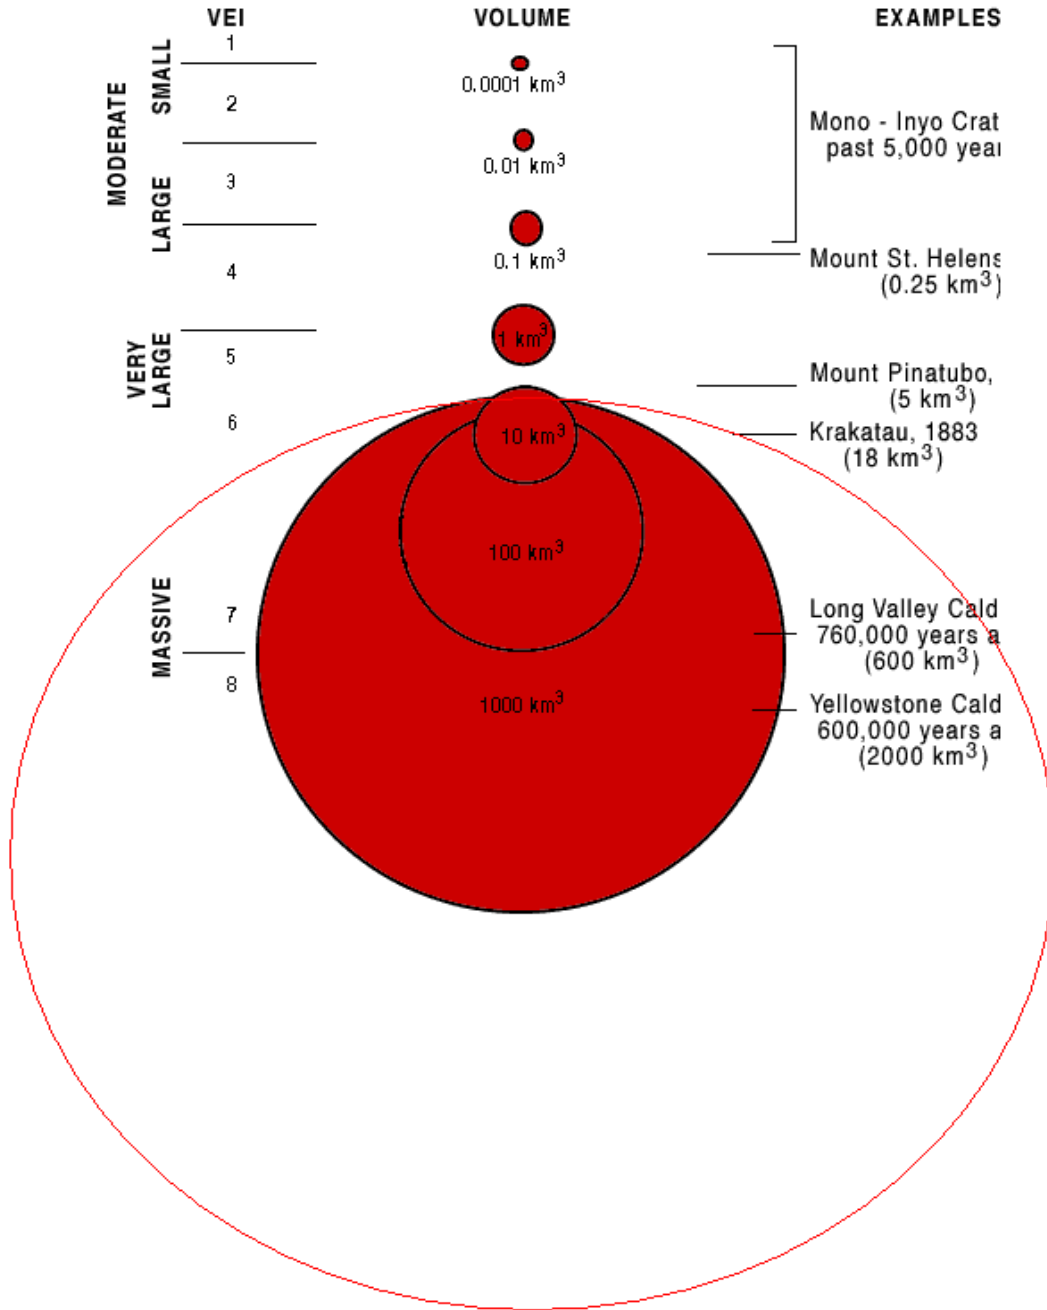 VEI VOLUME EXAMPLES
MODERATE
SMALL
LARGE
VERY
LARGE
MASSIVE
1
2
3
4
5
6
7
8
0.0001 km³
0.01 km³
0.1 km³
1 km³
10 km³
100 km³
1000 km³
Mono - Inyo Crat
past 5,000 year
Mount St. Helens
(0.25 km³)
Mount Pinatubo,
(5 km³)
Krakatau, 1883
(18 km³)
Long Valley Cald
760,000 years a
(600 km³)
Yellowstone Cald
600,000 years a
(2000 km³)